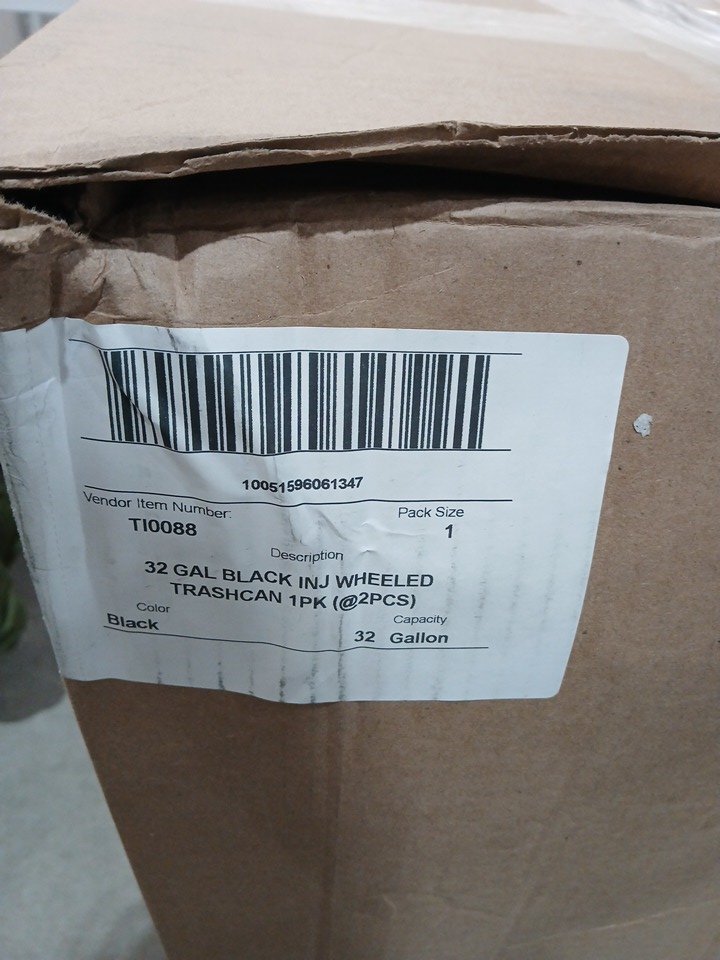 10051596061347
Vendor Item Number: Pack Size
TI0088 1
Description
32 GAL BLACK INJ WHEELED
TRASHCAN 1PK (@2PCS)
Color Capacity
Black 32 Gallon